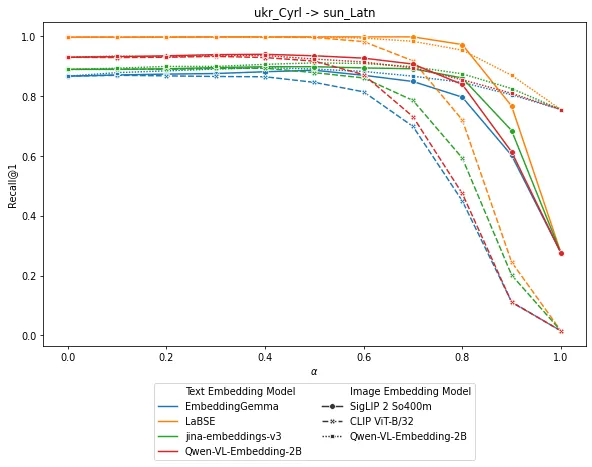 ukr_Cyrl -> sun_Latn
Recall@1
1.0
0.8
0.6
0.4
0.2
0.0
0.0 0.2 0.4 0.6 0.8 1.0
α
Text Embedding Model
EmbeddingGemma
LaBSE
jina-embeddings-v3
Qwen-VL-Embedding-2B
Image Embedding Model
SigLIP 2 So400m
CLIP ViT-B/32
Qwen-VL-Embedding-2B